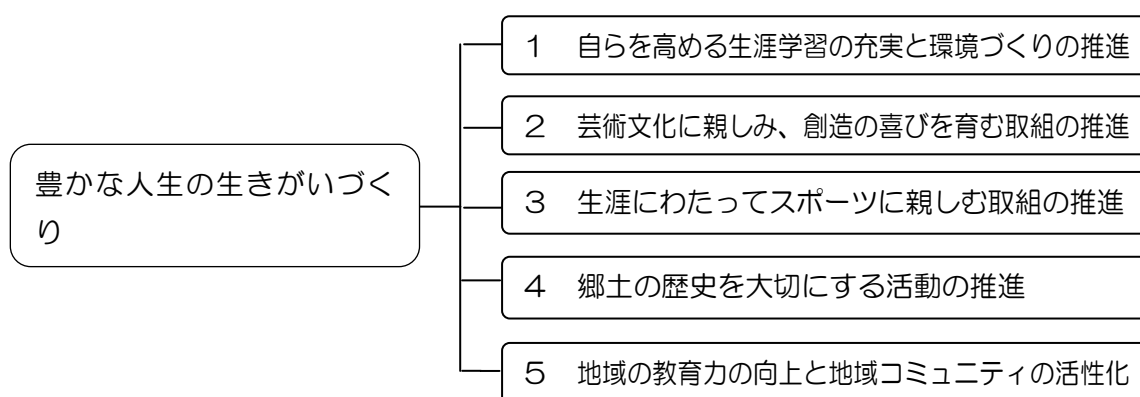 豊かな人生の生きがいづく
り
１　自らを高める生涯学習の充実と環境づくりの推進
２　芸術文化に親しみ、創造の喜びを育む取組の推進
３　生涯にわたってスポーツに親しむ取組の推進
４　郷土の歴史を大切にする活動の推進
５　地域の教育力の向上と地域コミュニティの活性化